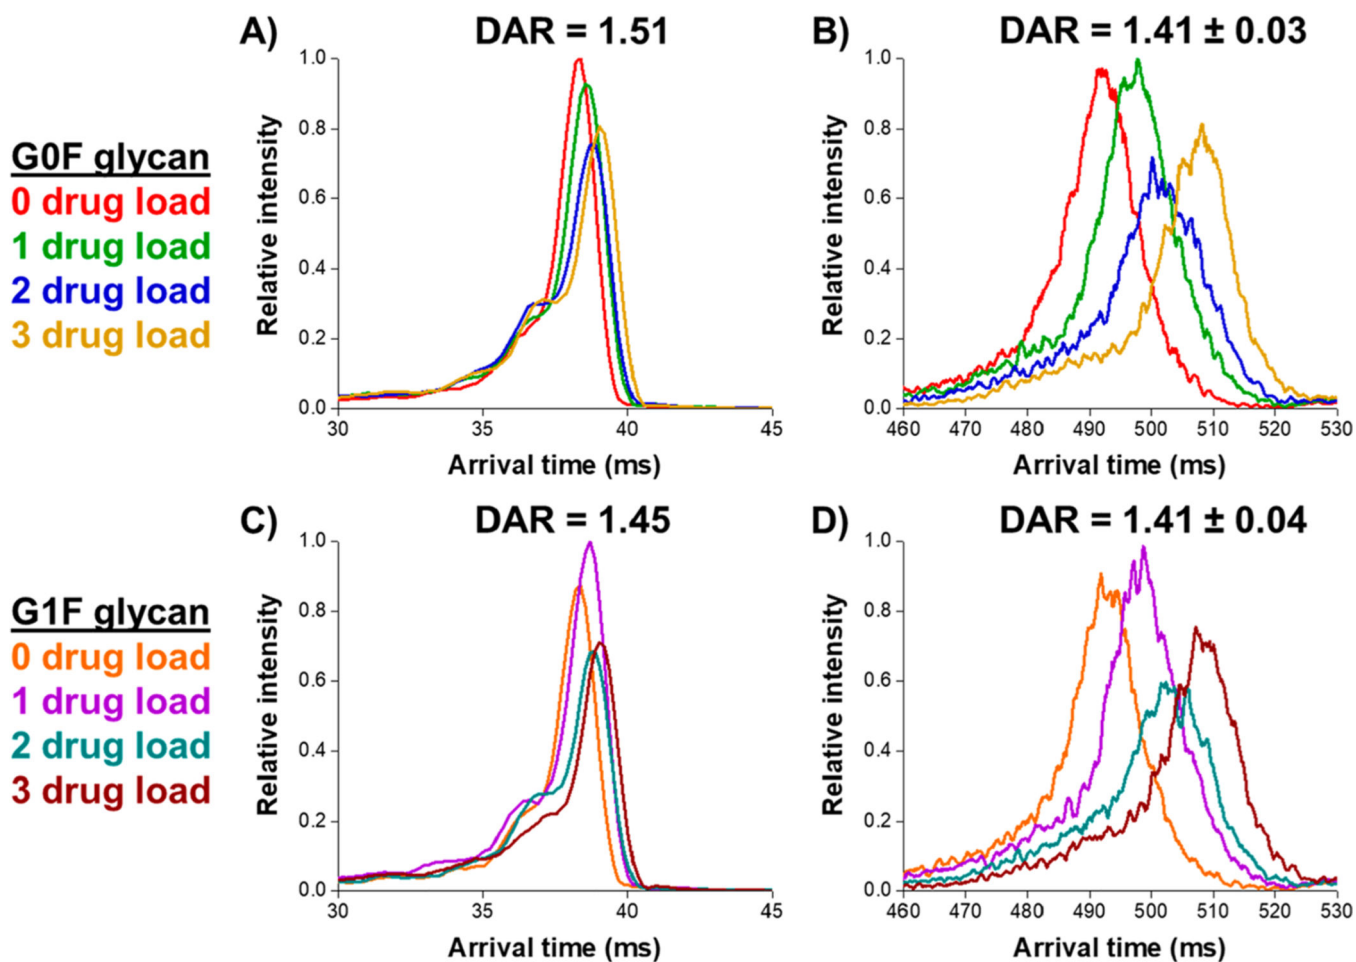 A) DAR = 1.51
B) DAR = 1.41 ± 0.03
G0F glycan
0 drug load
1 drug load
2 drug load
3 drug load
Relative intensity
1.0
0.8
0.6
0.4
0.2
0.0
30 35 40 45
Arrival time (ms)
Relative intensity
1.0
0.8
0.6
0.4
0.2
0.0
460 470 480 490 500 510 520 530
Arrival time (ms)
C) DAR = 1.45
D) DAR = 1.41 ± 0.04
G1F glycan
0 drug load
1 drug load
2 drug load
3 drug load
Relative intensity
1.0
0.8
0.6
0.4
0.2
0.0
30 35 40 45
Arrival time (ms)
Relative intensity
1.0
0.8
0.6
0.4
0.2
0.0
460 470 480 490 500 510 520 530
Arrival time (ms)